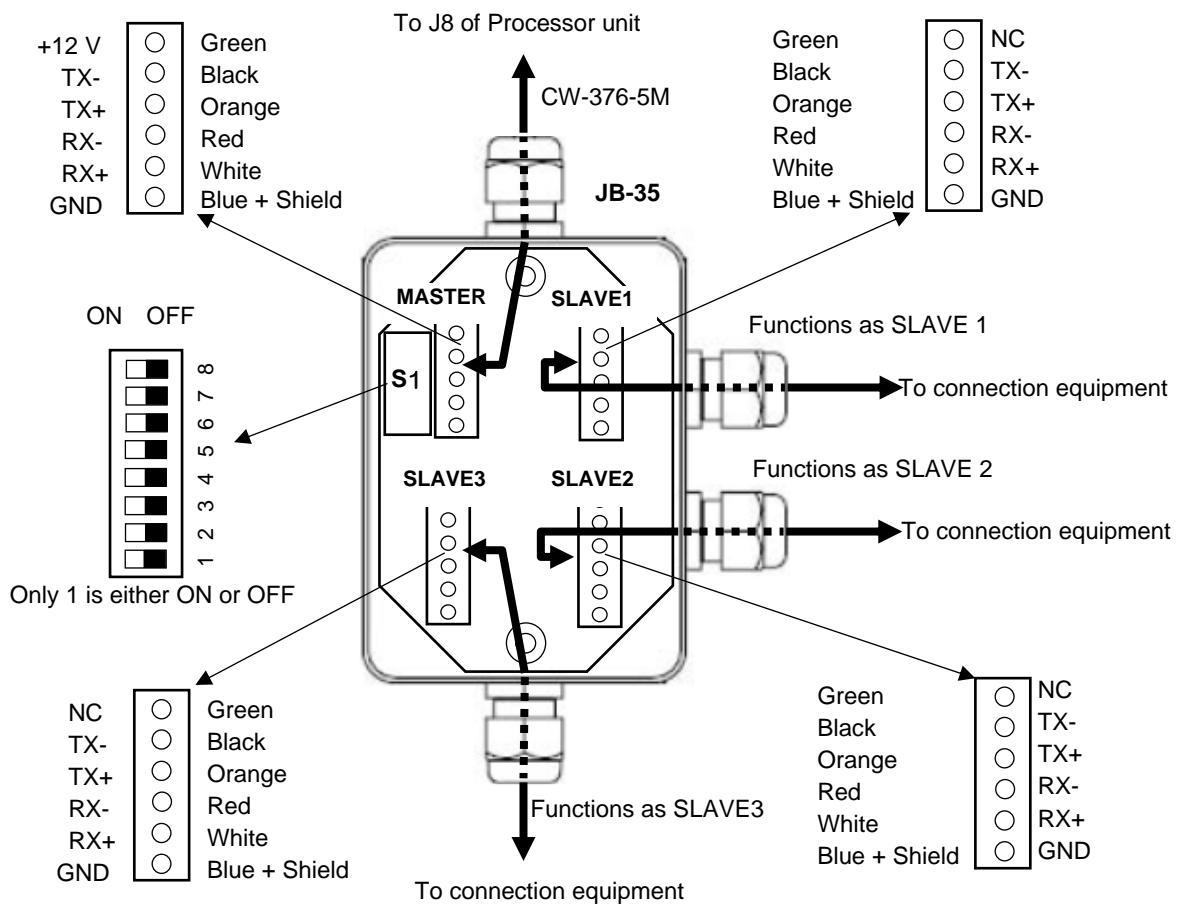 To J8 of Processor unit
+12 V Green
TX- Black
TX+ Orange
RX- Red
RX+ White
GND Blue + Shield
Green NC
Black TX-
Orange TX+
Red RX-
White RX+
Blue + Shield GND
CW-376-5M
JB-35
MASTER
SLAVE1
S1
ON OFF
8
7
6
5
4
3
2
1
Only 1 is either ON or OFF
Functions as SLAVE 1
To connection equipment
SLAVE3
SLAVE2
Functions as SLAVE 2
To connection equipment
NC Green
TX- Black
TX+ Orange
RX- Red
RX+ White
GND Blue + Shield
Functions as SLAVE3
To connection equipment
Green NC
Black TX-
Orange TX+
Red RX-
White RX+
Blue + Shield GND